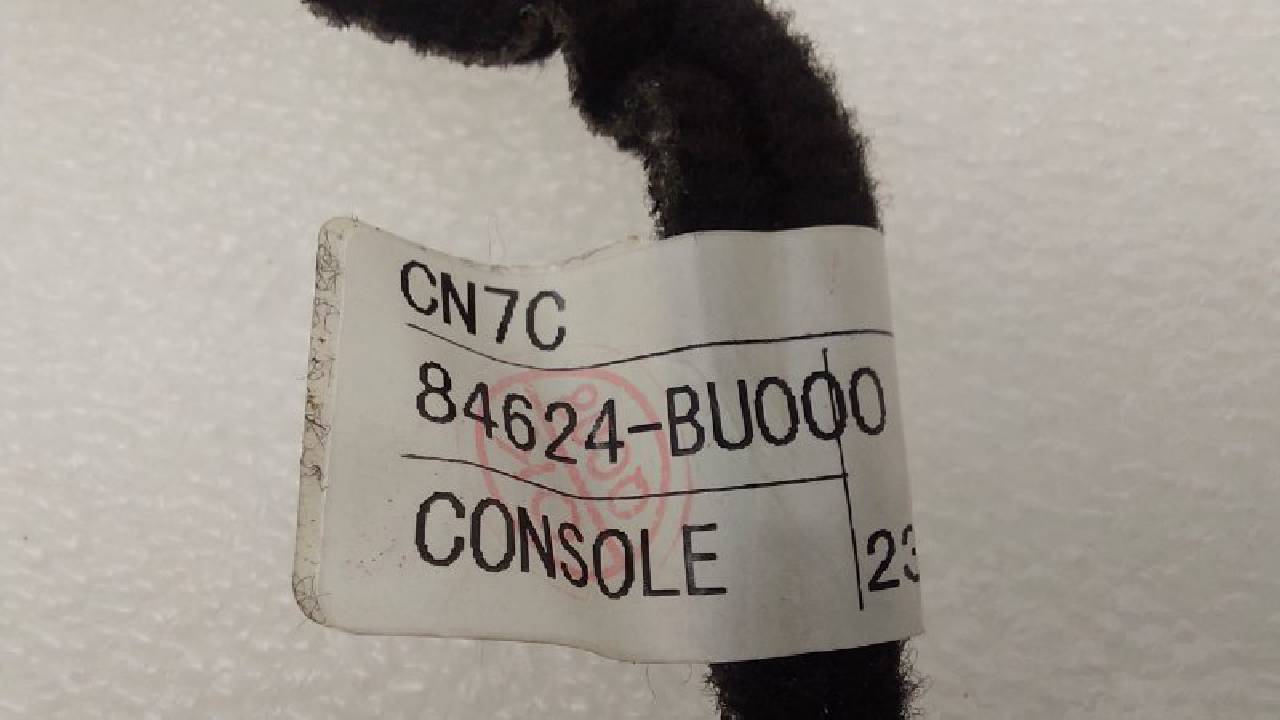 CN7C
84624-BU000
CONSOLE
23